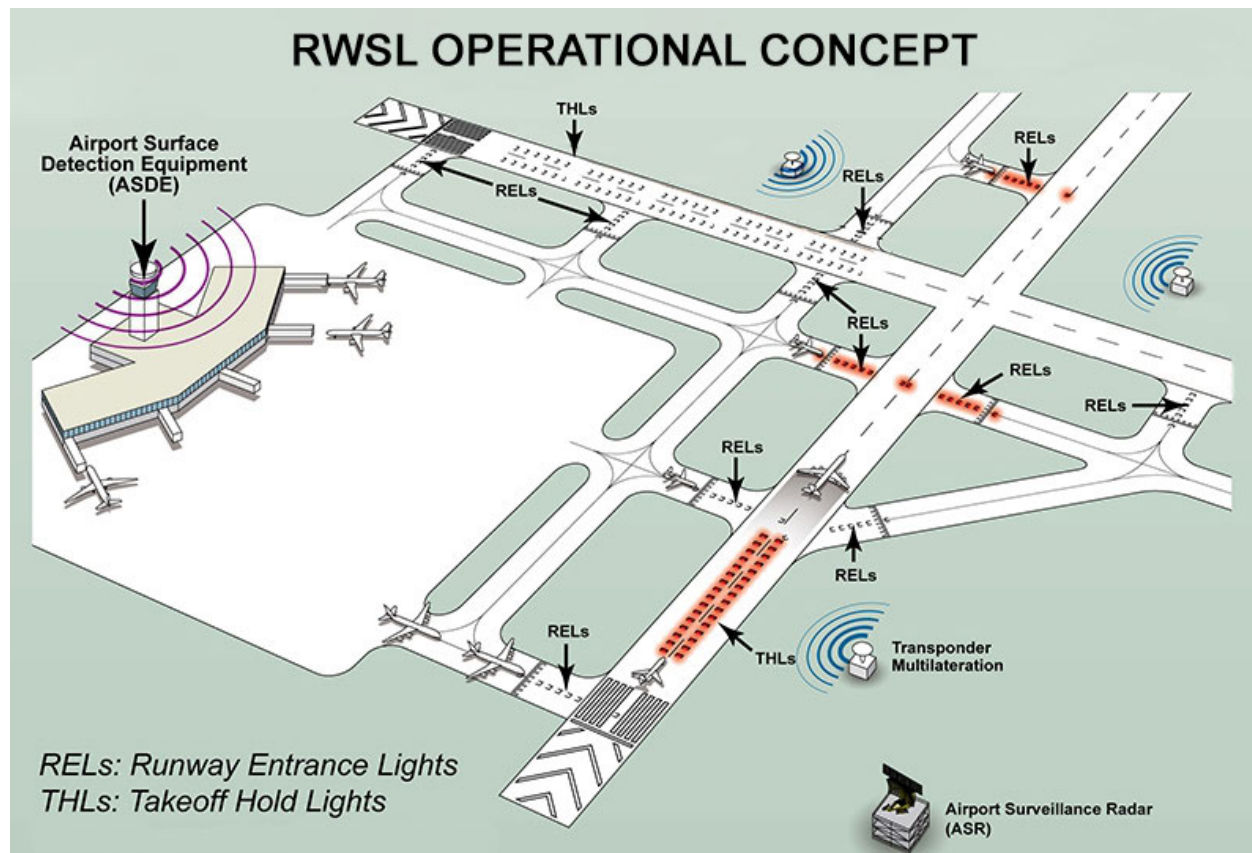 RWSL OPERATIONAL CONCEPT
THLs
Airport Surface
Detection Equipment
(ASDE)
RELs
RELs
RELs
RELs
RELs
RELs
RELs
RELs
RELs
RELs
THLs
Transponder
Multilateration
RELs: Runway Entrance Lights
THLs: Takeoff Hold Lights
Airport Surveillance Radar
(ASR)